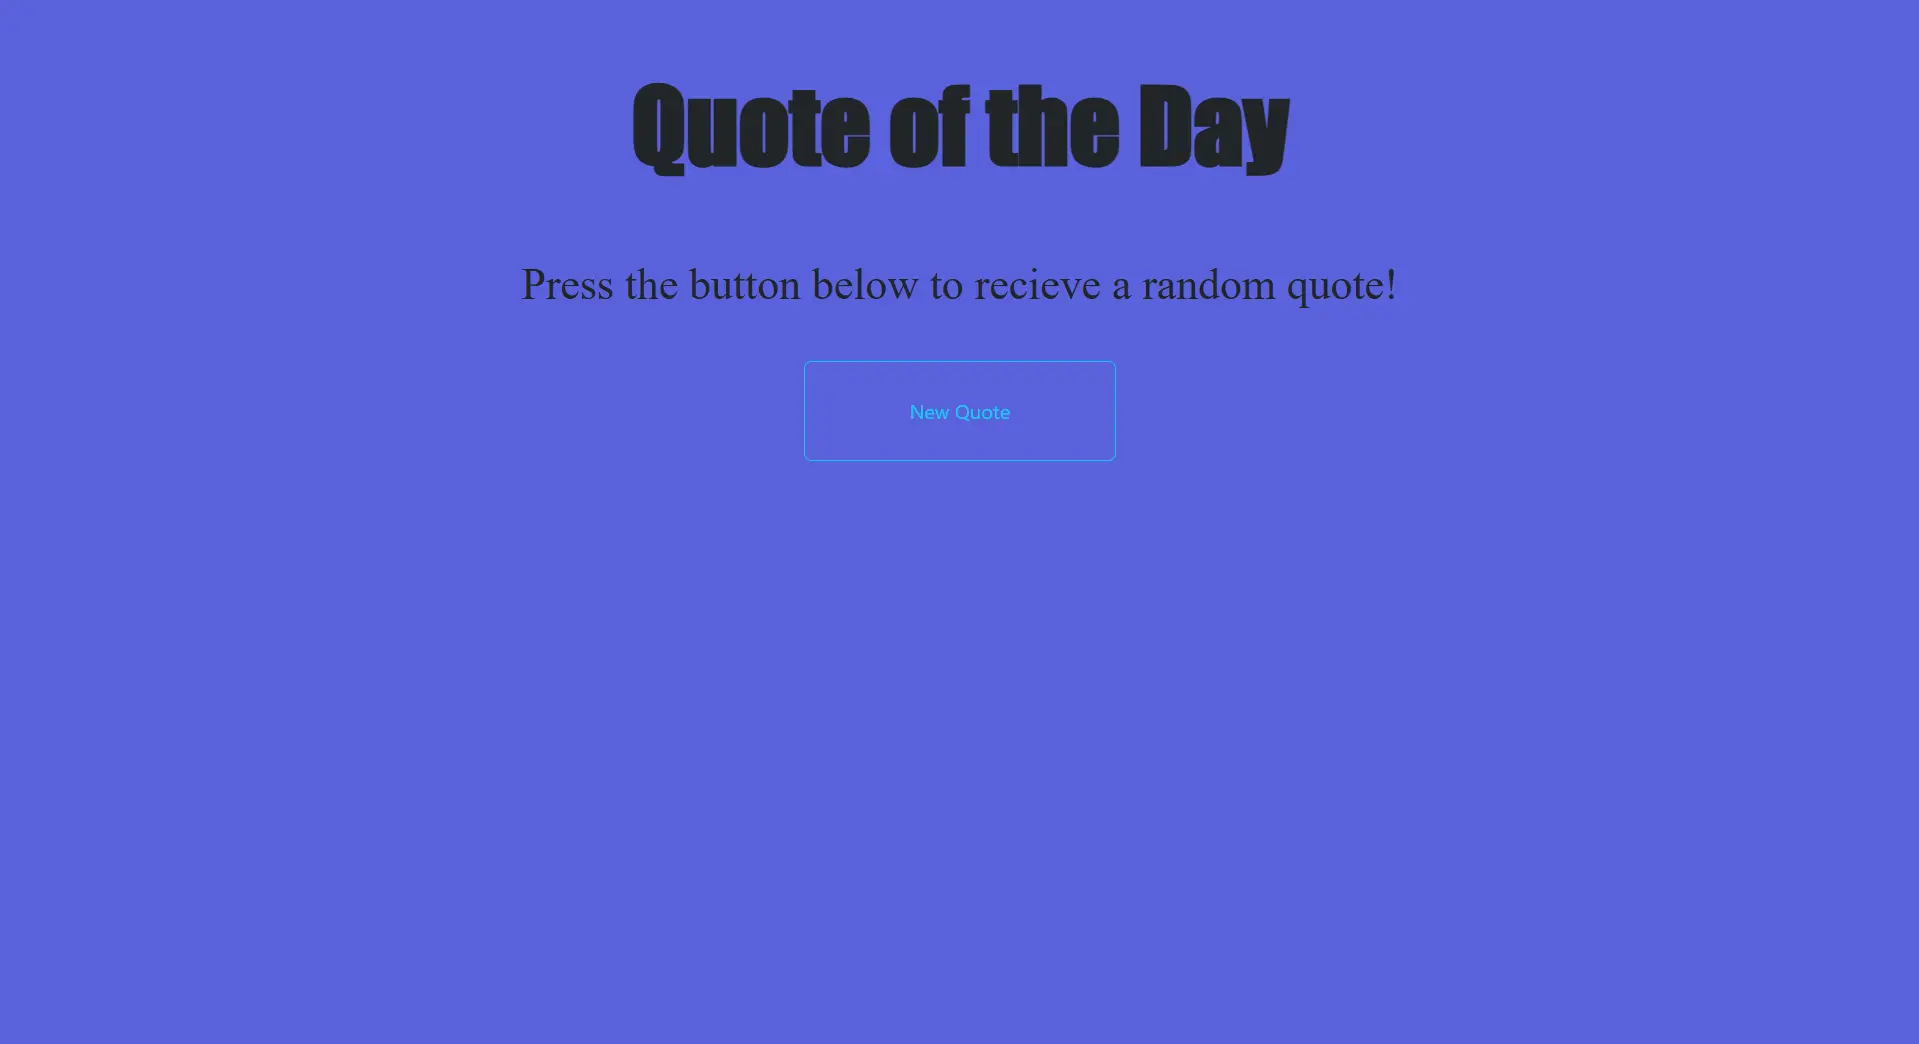 Quote of the Day
Press the button below to recieve a random quote!
New Quote